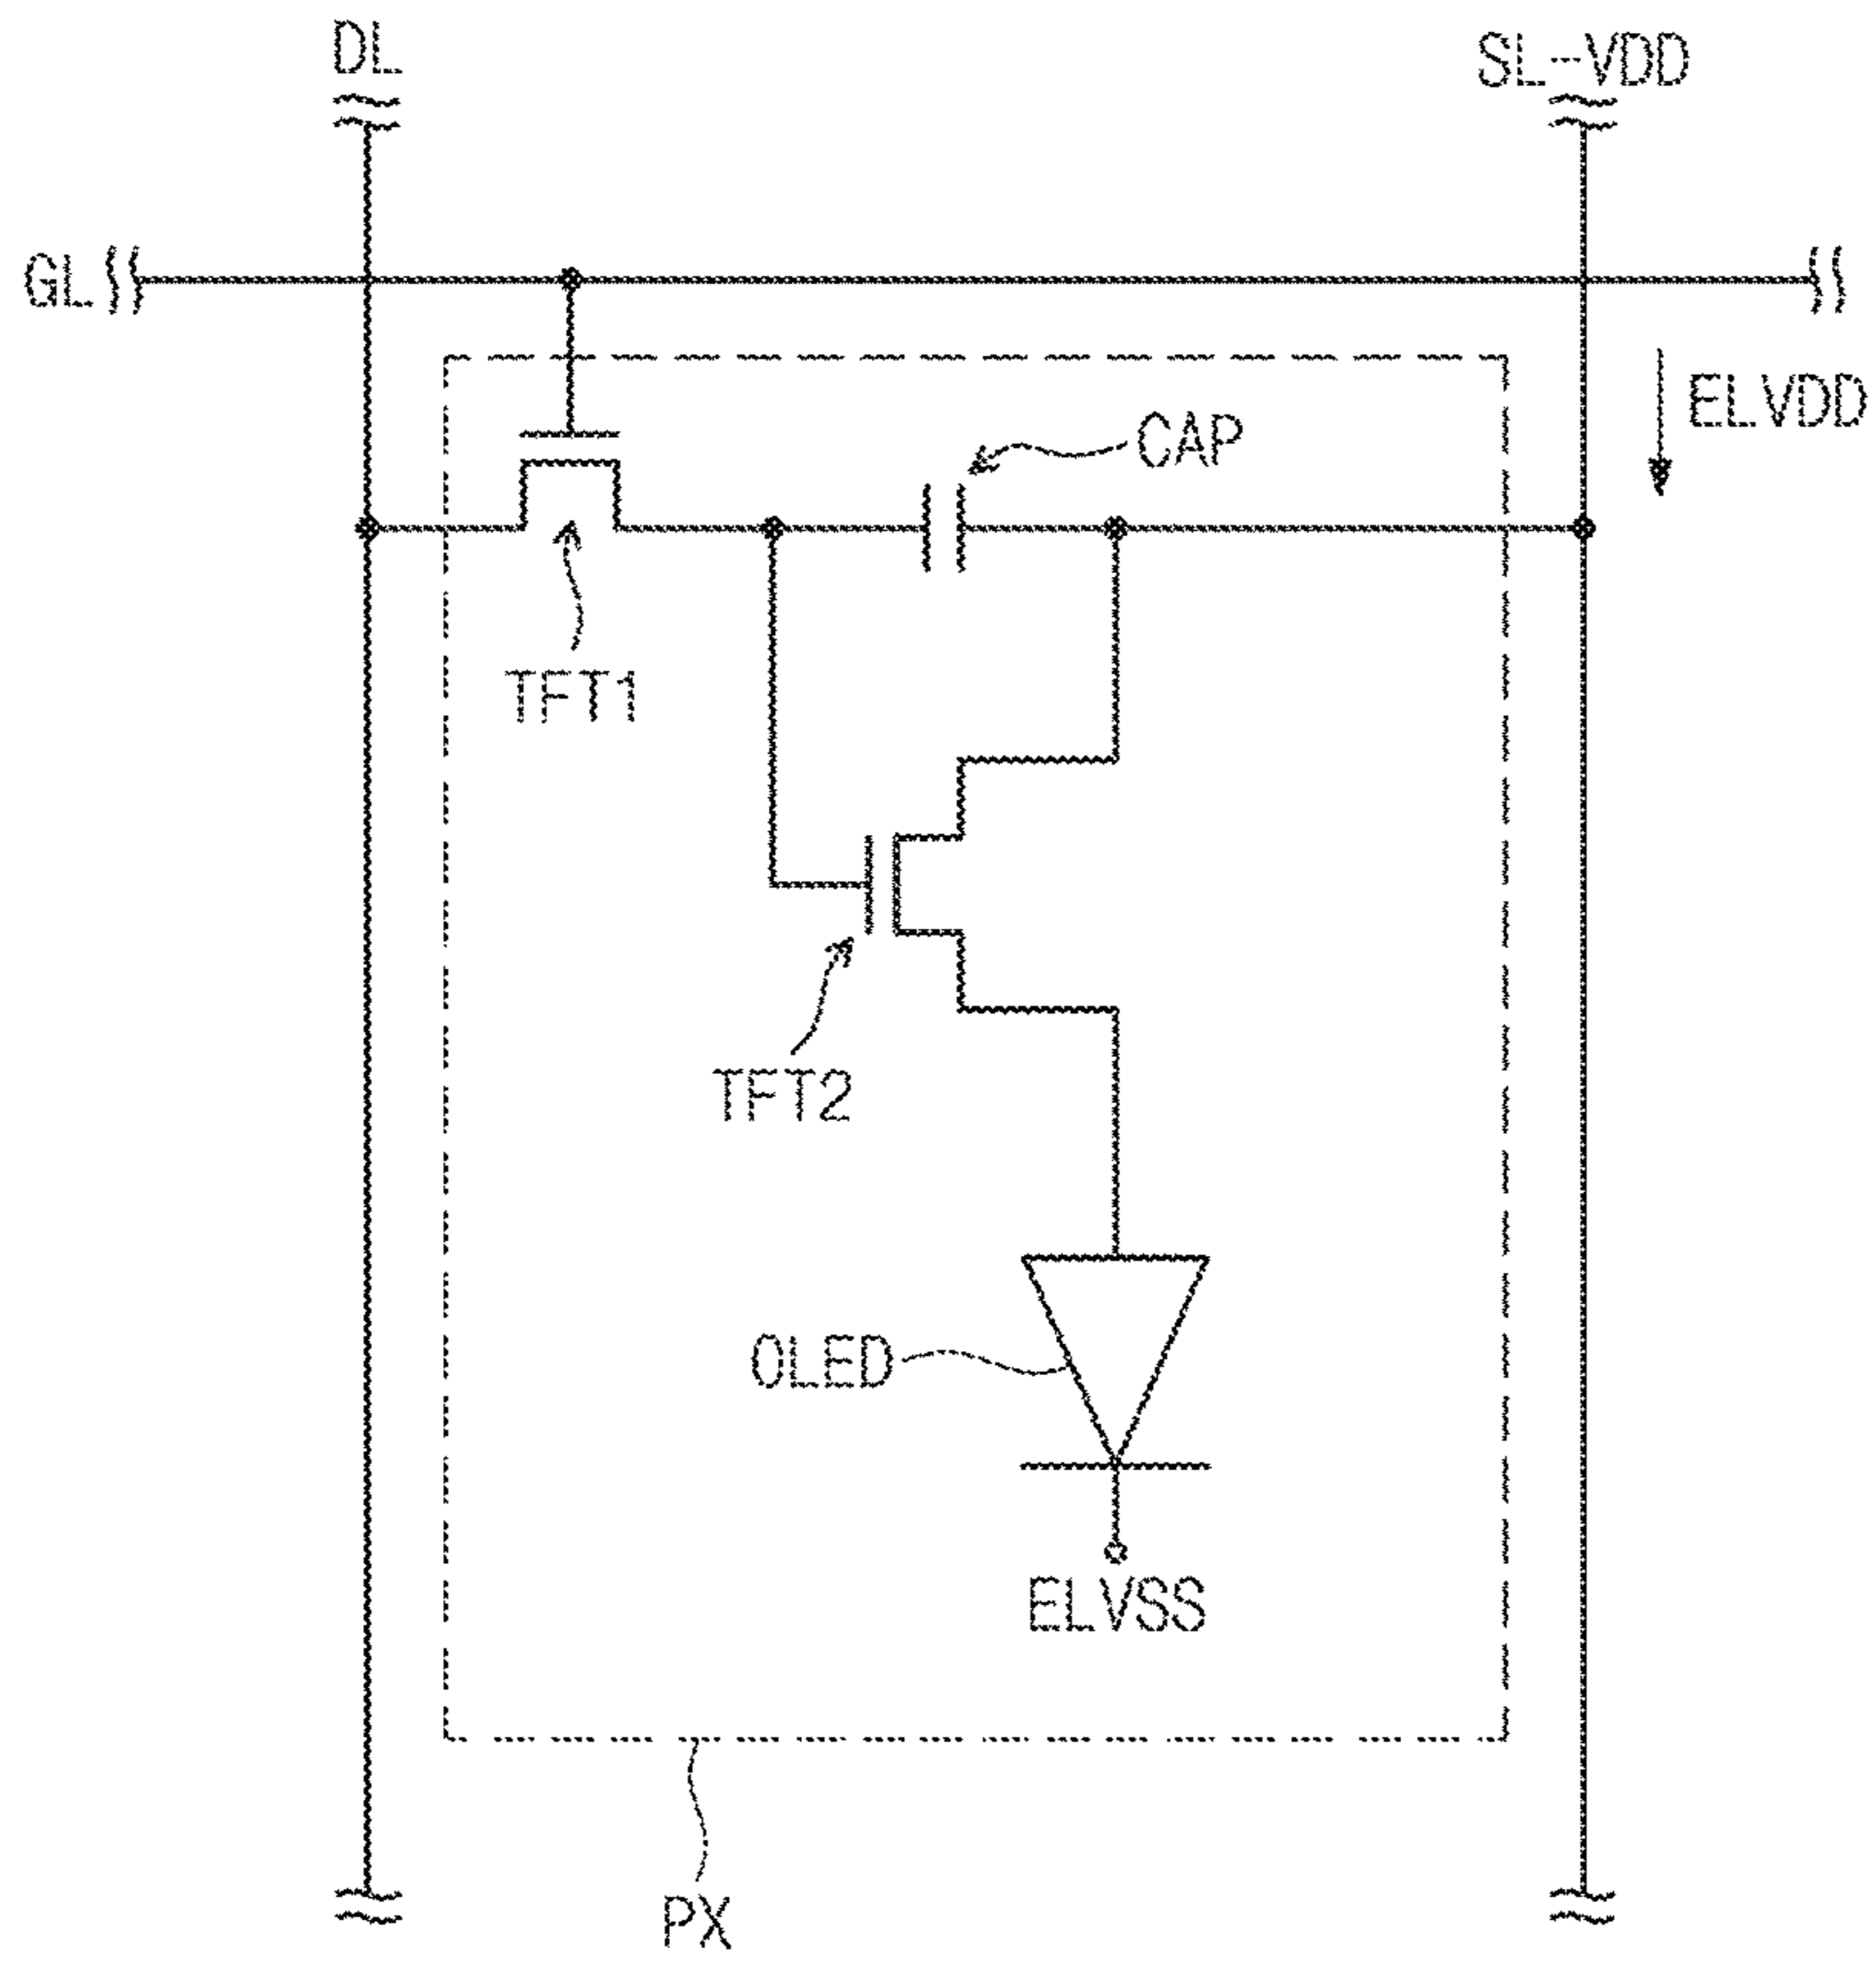 DL
SL-VDD
GL
ELVDD
CAP
TFT1
TFT2
OLED
ELVSS
PX